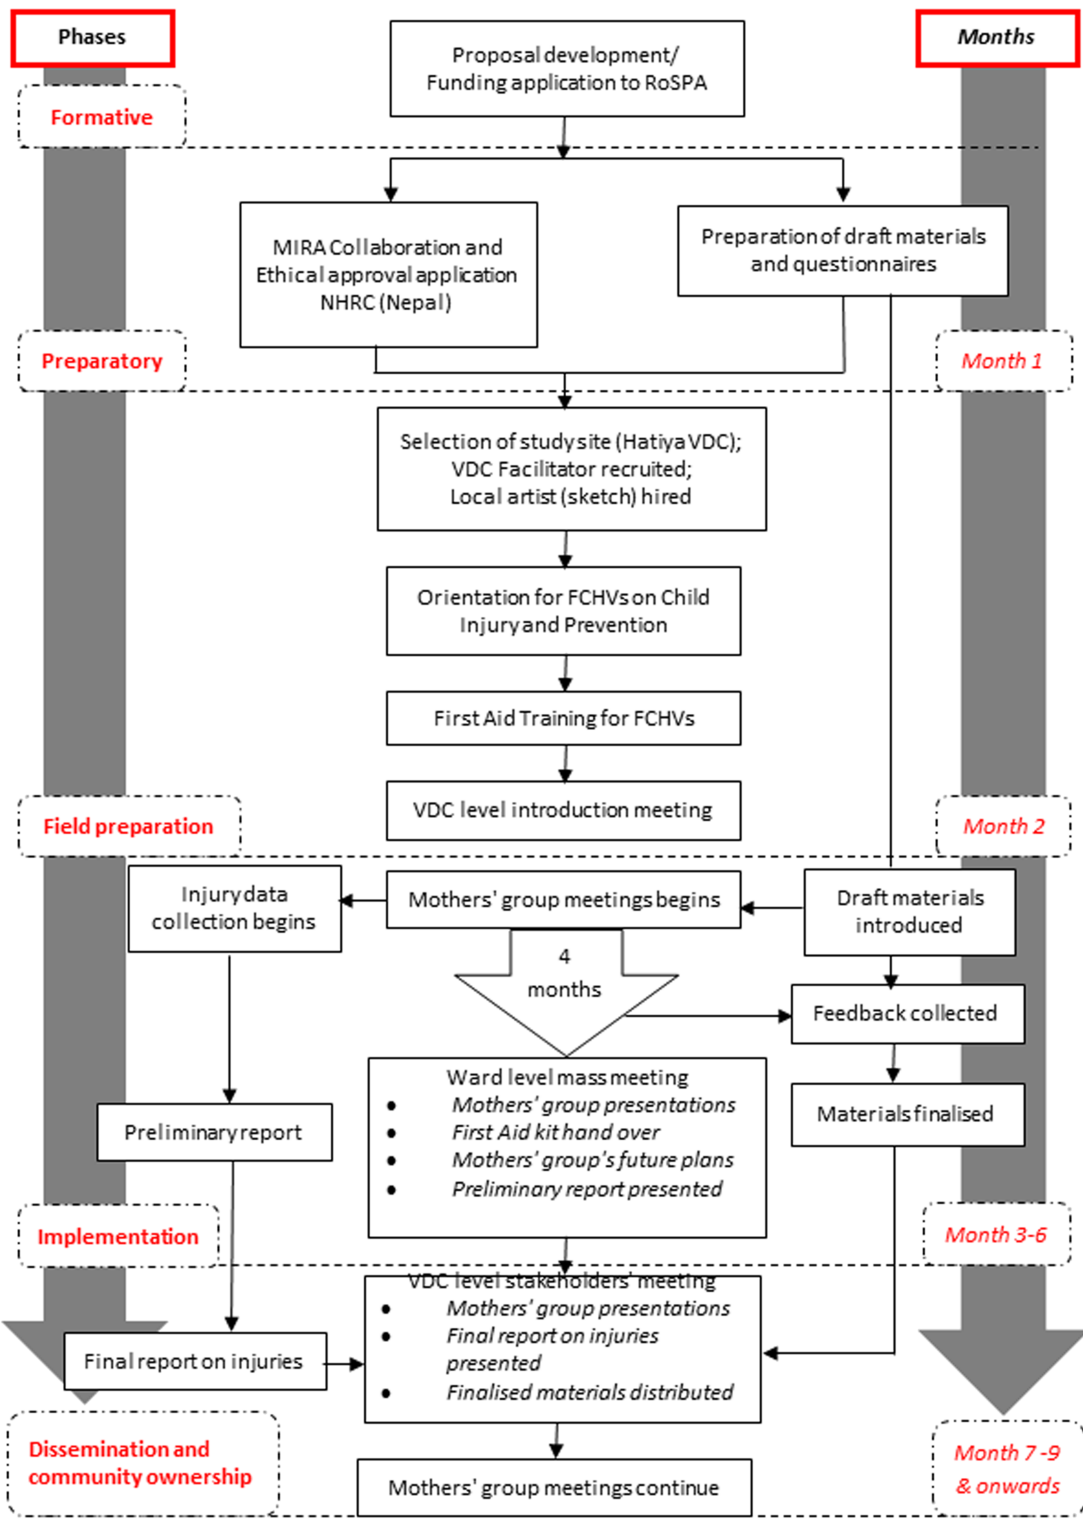 Phases
Months
Proposal development/
Funding application to RoSPA
Formative
MIRA Collaboration and
Ethical approval application
NHRC (Nepal)
Preparation of draft materials
and questionnaires
Preparatory
Month 1
Selection of study site (Hatiya VDC);
VDC Facilitator recruited;
Local artist (sketch) hired
Orientation for FCHVs on Child
Injury and Prevention
First Aid Training for FCHVs
VDC level introduction meeting
Field preparation
Month 2
Injury data
collection begins
Mothers' group meetings begins
Draft materials
introduced
4
months
Feedback collected
Ward level mass meeting
• Mothers' group presentations
• First Aid kit hand over
• Mothers' group's future plans
• Preliminary report presented
Preliminary report
Materials finalised
Implementation
Month 3-6
VDC level stakeholders' meeting
• Mothers' group presentations
• Final report on injuries
presented
• Finalised materials distributed
Final report on injuries
Dissemination and
community ownership
Month 7 -9
& onwards
Mothers' group meetings continue